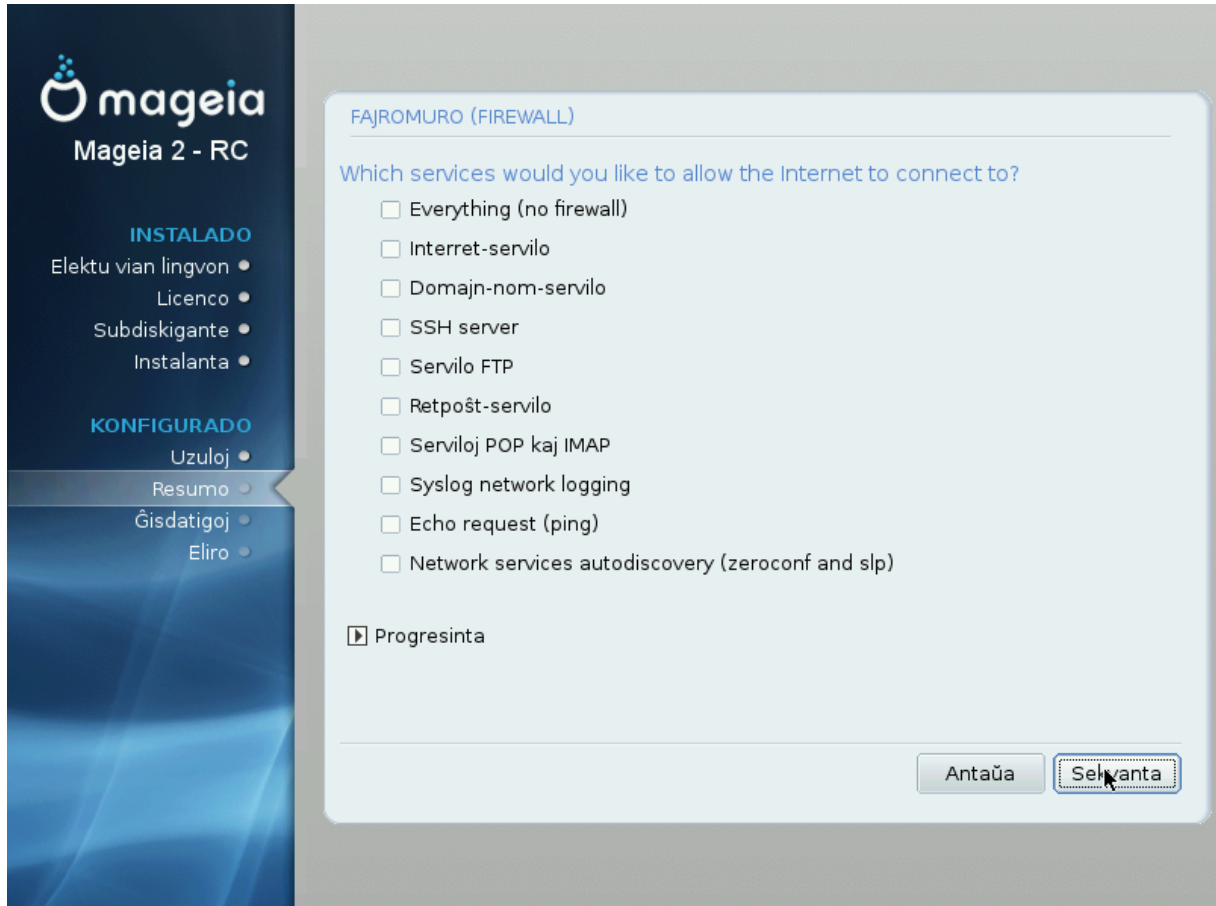 mageia
Mageia 2 - RC
INSTALADO
Elektu vian lingvon
Licenco
Subdiskigante
Instalanta
KONFIGURADO
Uzuloj
Resumo
Ĝisdatigoj
Eliro
FAJROMURO (FIREWALL)
Which services would you like to allow the Internet to connect to?
Everything (no firewall)
Interret-servilo
Domajn-nom-servilo
SSH server
Servilo FTP
Retpoŝt-servilo
Serviloj POP kaj IMAP
Syslog network logging
Echo request (ping)
Network services autodiscovery (zeroconf and slp)
Progresinta
Antaŭa
Sekvanta